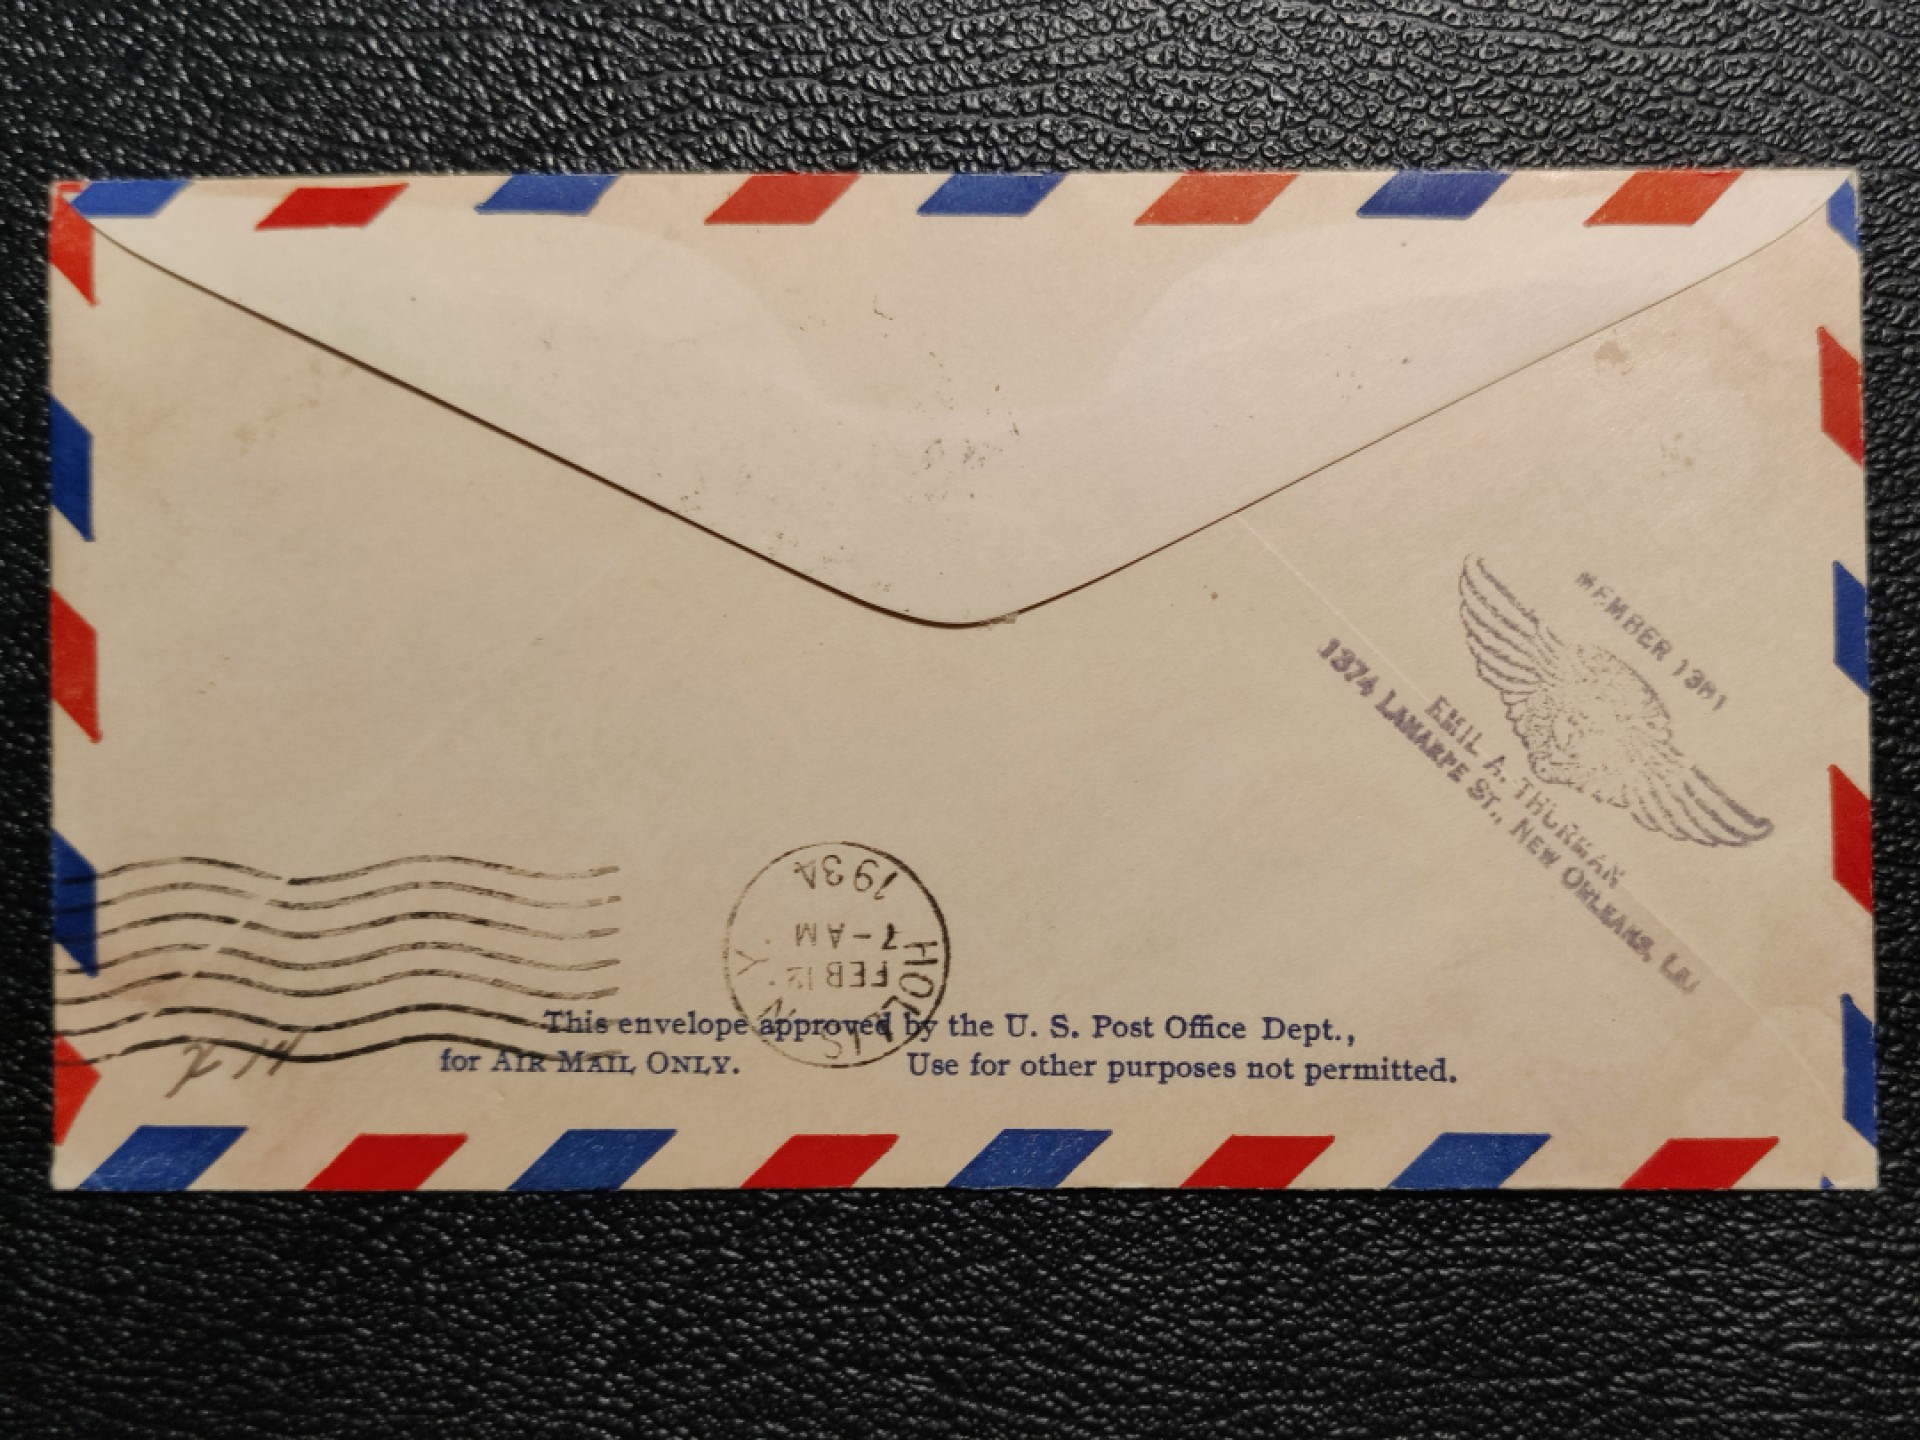 MEMBER 1381
EMIL A. THURMAN
1374 LAHARPE ST., NEW ORLEANS, LA.
HOLLIS N. Y.
FEB 12
7-AM
1934
This envelope approved by the U. S. Post Office Dept.,
for AIR MAIL ONLY. Use for other purposes not permitted.